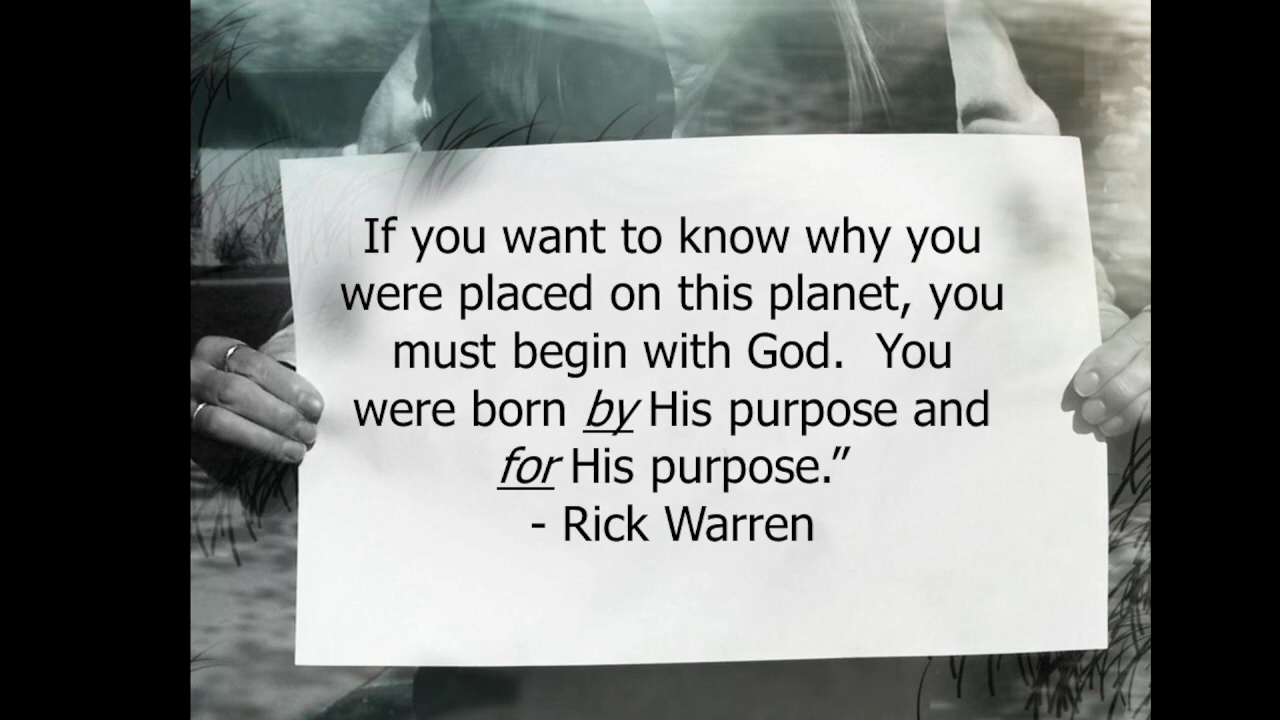 If you want to know why you
were placed on this planet, you
must begin with God.  You
were born by His purpose and
for His purpose.”
- Rick Warren